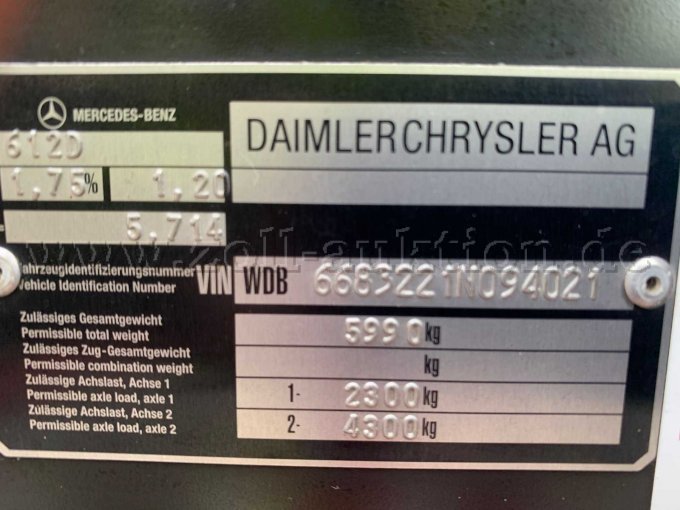 MERCEDES-BENZ
DAIMLERCHRYSLER AG
612D
1,75% 1,20
5,714
www.zoll-auktion.de
Fahrzeugidentifizierungsnummer
Vehicle Identification Number
VIN WDB 6683221N094021
Zulässiges Gesamtgewicht
Permissible total weight
5990 kg
Zulässiges Zug-Gesamtgewicht
Permissible combination weight
kg
Zulässige Achslast, Achse 1
Permissible axle load, axle 1
1- 2300 kg
Zulässige Achslast, Achse 2
Permissible axle load, axle 2
2- 4300 kg